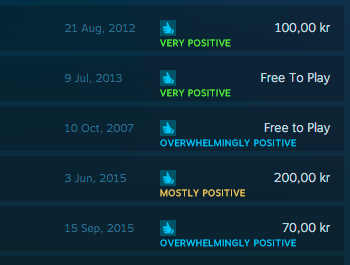 21 Aug, 2012 100,00 kr
VERY POSITIVE
9 Jul, 2013 Free To Play
VERY POSITIVE
10 Oct, 2007 Free to Play
OVERWHELMINGLY POSITIVE
3 Jun, 2015 200,00 kr
MOSTLY POSITIVE
15 Sep, 2015 70,00 kr
OVERWHELMINGLY POSITIVE